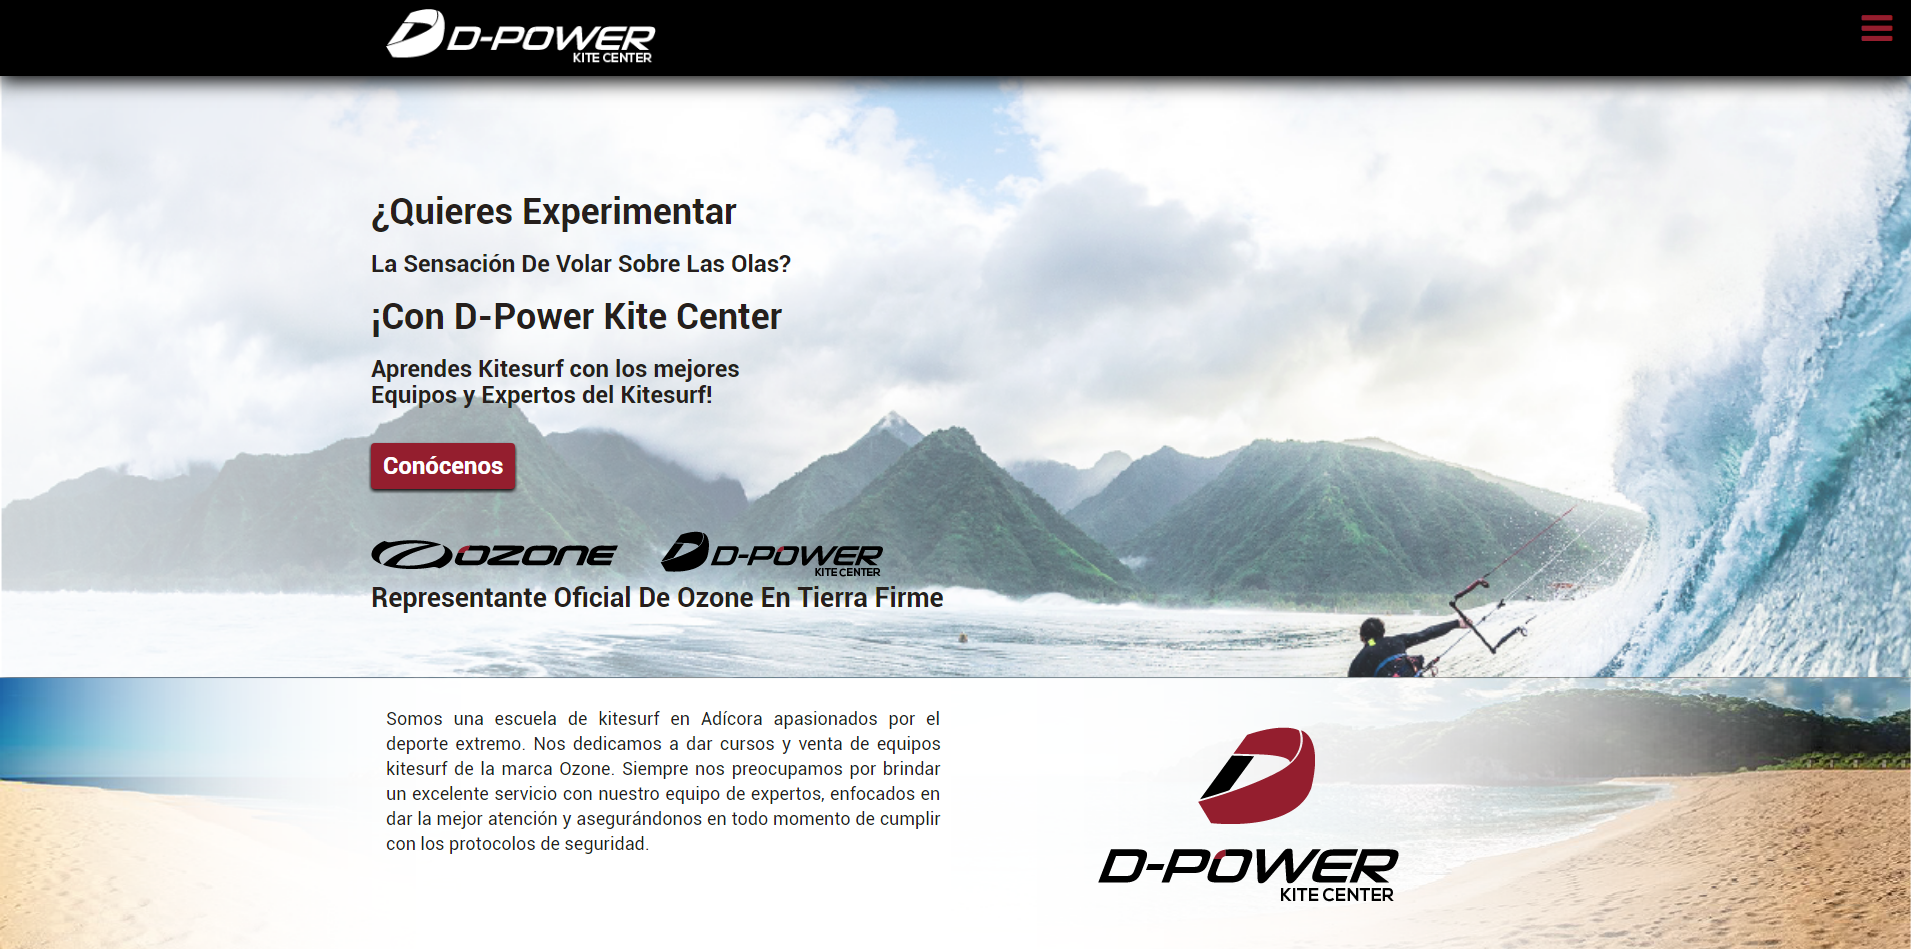 D-POWER
KITE CENTER
¿Quieres Experimentar
La Sensación De Volar Sobre Las Olas?
¡Con D-Power Kite Center
Aprendes Kitesurf con los mejores
Equipos y Expertos del Kitesurf!
Conócenos
OZONE D-POWER
KITE CENTER
Representante Oficial De Ozone En Tierra Firme
Somos una escuela de kitesurf en Adícora apasionados por el
deporte extremo. Nos dedicamos a dar cursos y venta de equipos
kitesurf de la marca Ozone. Siempre nos preocupamos por brindar
un excelente servicio con nuestro equipo de expertos, enfocados en
dar la mejor atención y asegurándonos en todo momento de cumplir
con los protocolos de seguridad.
D-POWER
KITE CENTER